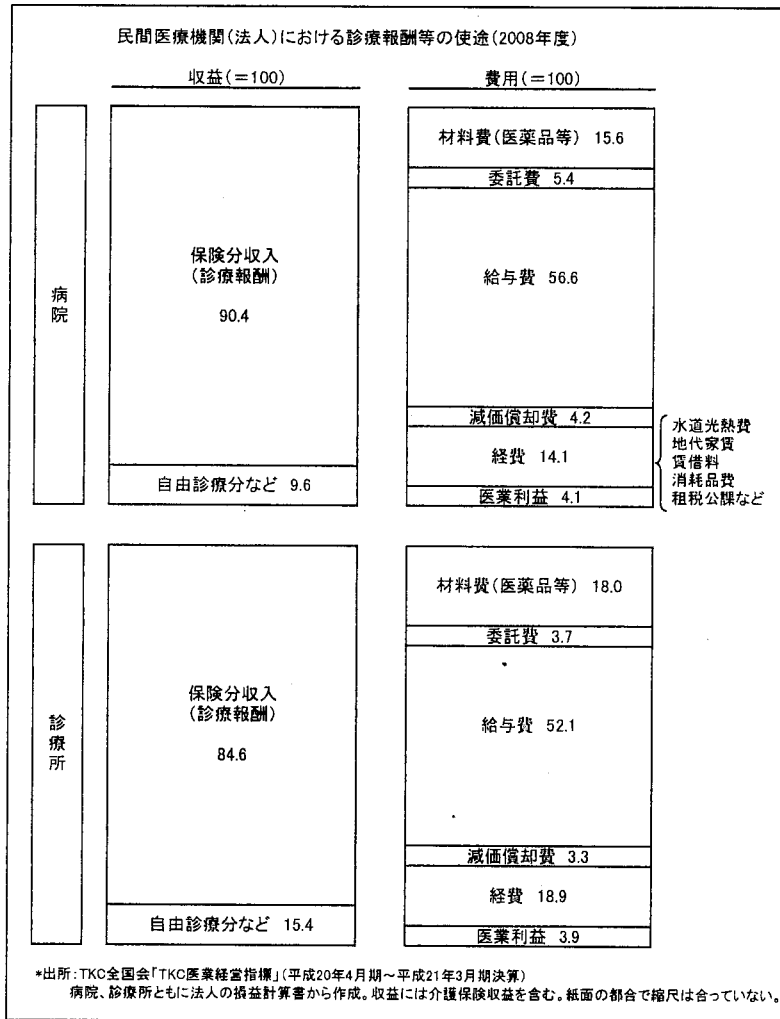 民間医療機関(法人)における診療報酬等の使途(2008年度)
収益(=100)
費用(=100)
病院
保険分収入
(診療報酬)
90.4
自由診療分など 9.6
材料費(医薬品等) 15.6
委託費 5.4
給与費 56.6
減価償却費 4.2
経費 14.1
医業利益 4.1
水道光熱費
地代家賃
賃借料
消耗品費
租税公課など
診療所
保険分収入
(診療報酬)
84.6
自由診療分など 15.4
材料費(医薬品等) 18.0
委託費 3.7
給与費 52.1
減価償却費 3.3
経費 18.9
医業利益 3.9
*出所:TKC全国会「TKC医業経営指標」(平成20年4月期~平成21年3月期決算)
病院、診療所ともに法人の損益計算書から作成。収益には介護保険収益を含む。紙面の都合で縮尺は合っていない。